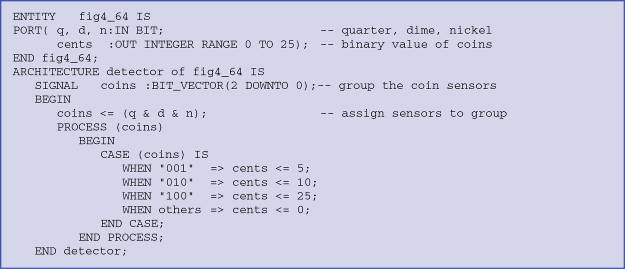 ENTITY fig4_64 IS
PORT( q, d, n:IN BIT; -- quarter, dime, nickel
cents :OUT INTEGER RANGE 0 TO 25); -- binary value of coins
END fig4_64;
ARCHITECTURE detector of fig4_64 IS
SIGNAL coins :BIT_VECTOR(2 DOWNTO 0);-- group the coin sensors
BEGIN
coins <= (q & d & n); -- assign sensors to group
PROCESS (coins)
BEGIN
CASE (coins) IS
WHEN "001" => cents <= 5;
WHEN "010" => cents <= 10;
WHEN "100" => cents <= 25;
WHEN others => cents <= 0;
END CASE;
END PROCESS;
END detector;